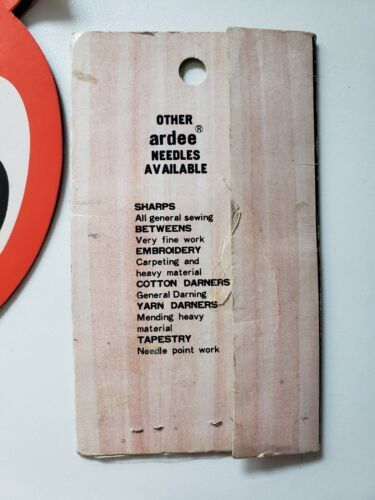 OTHER
ardee®
NEEDLES
AVAILABLE
SHARPS
All general sewing
BETWEENS
Very fine work
EMBROIDERY
Carpeting and
heavy material
COTTON DARNERS
General Darning
YARN DARNERS
Mending heavy
material
TAPESTRY
Needle point work